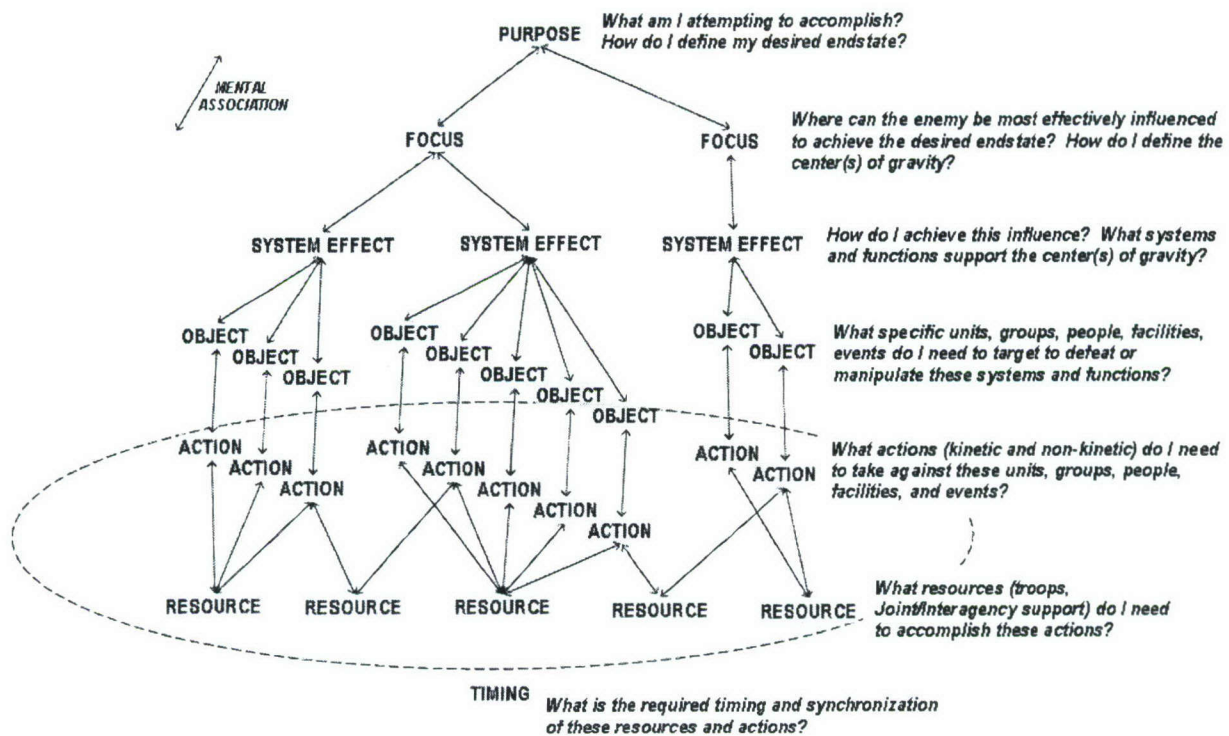 PURPOSE
What am I attempting to accomplish?
How do I define my desired endstate?
MENTAL
ASSOCIATION
FOCUS
FOCUS
Where can the enemy be most effectively influenced
to achieve the desired endstate? How do I define the
center(s) of gravity?
SYSTEM EFFECT
SYSTEM EFFECT
SYSTEM EFFECT
How do I achieve this influence? What systems
and functions support the center(s) of gravity?
OBJECT
OBJECT
OBJECT
OBJECT
OBJECT
OBJECT
OBJECT
OBJECT
OBJECT
OBJECT
What specific units, groups, people, facilities,
events do I need to target to defeat or
manipulate these systems and functions?
ACTION
ACTION
ACTION
ACTION
ACTION
ACTION
ACTION
ACTION
ACTION
ACTION
What actions (kinetic and non-kinetic) do I need
to take against these units, groups, people,
facilities, and events?
RESOURCE
RESOURCE
RESOURCE
RESOURCE
RESOURCE
What resources (troops,
Joint/Interagency support) do I need
to accomplish these actions?
TIMING
What is the required timing and synchronization
of these resources and actions?